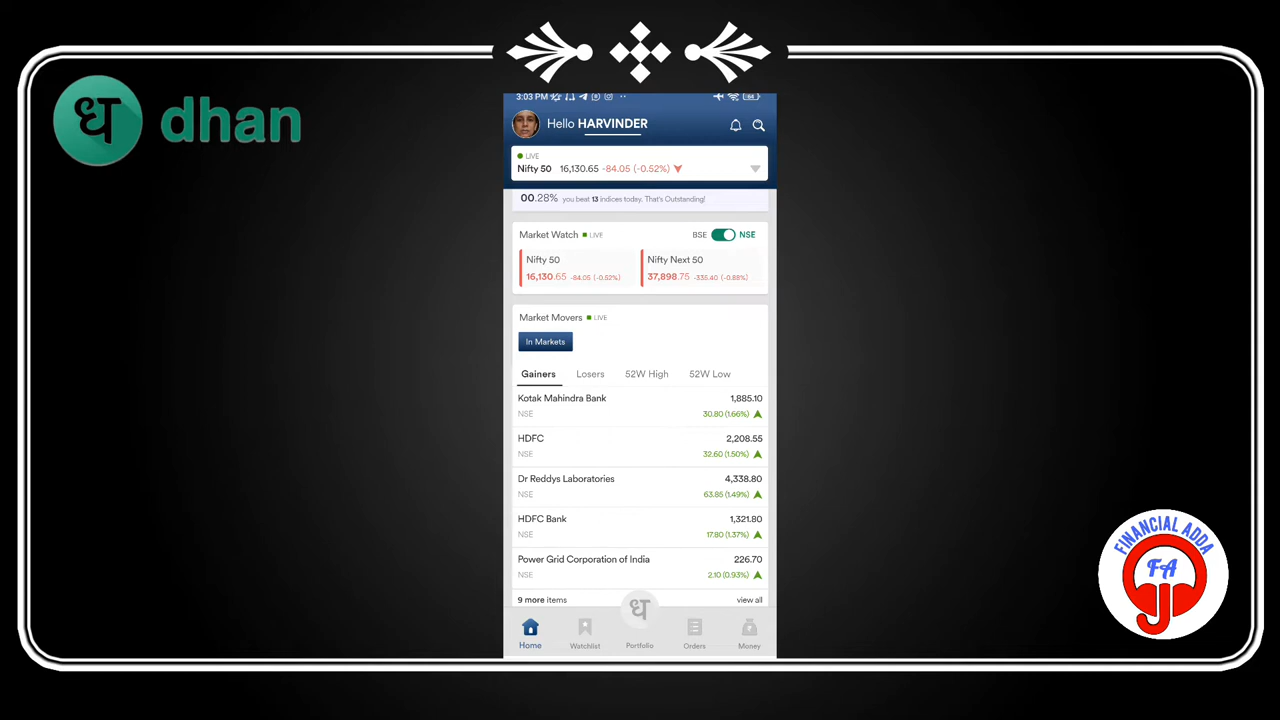 ध dhan
3:03 PM
Hello HARVINDER
LIVE
Nifty 50 16,130.65 -84.05 (-0.52%)
00.28% you beat 13 indices today. That's Outstanding!
Market Watch LIVE BSE NSE
Nifty 50 Nifty Next 50
16,130.65 -84.05 (-0.52%) 37,898.75 -335.40 (-0.88%)
Market Movers LIVE
In Markets
Gainers Losers 52W High 52W Low
Kotak Mahindra Bank 1,885.10
NSE 30.80 (1.66%)
HDFC 2,208.55
NSE 32.60 (1.50%)
Dr Reddys Laboratories 4,338.80
NSE 63.85 (1.49%)
HDFC Bank 1,321.80
NSE 17.80 (1.37%)
Power Grid Corporation of India 226.70
NSE 2.10 (0.93%)
9 more items view all
ध
Home Watchlist Portfolio Orders Money
FINANCIAL ADDA
FA